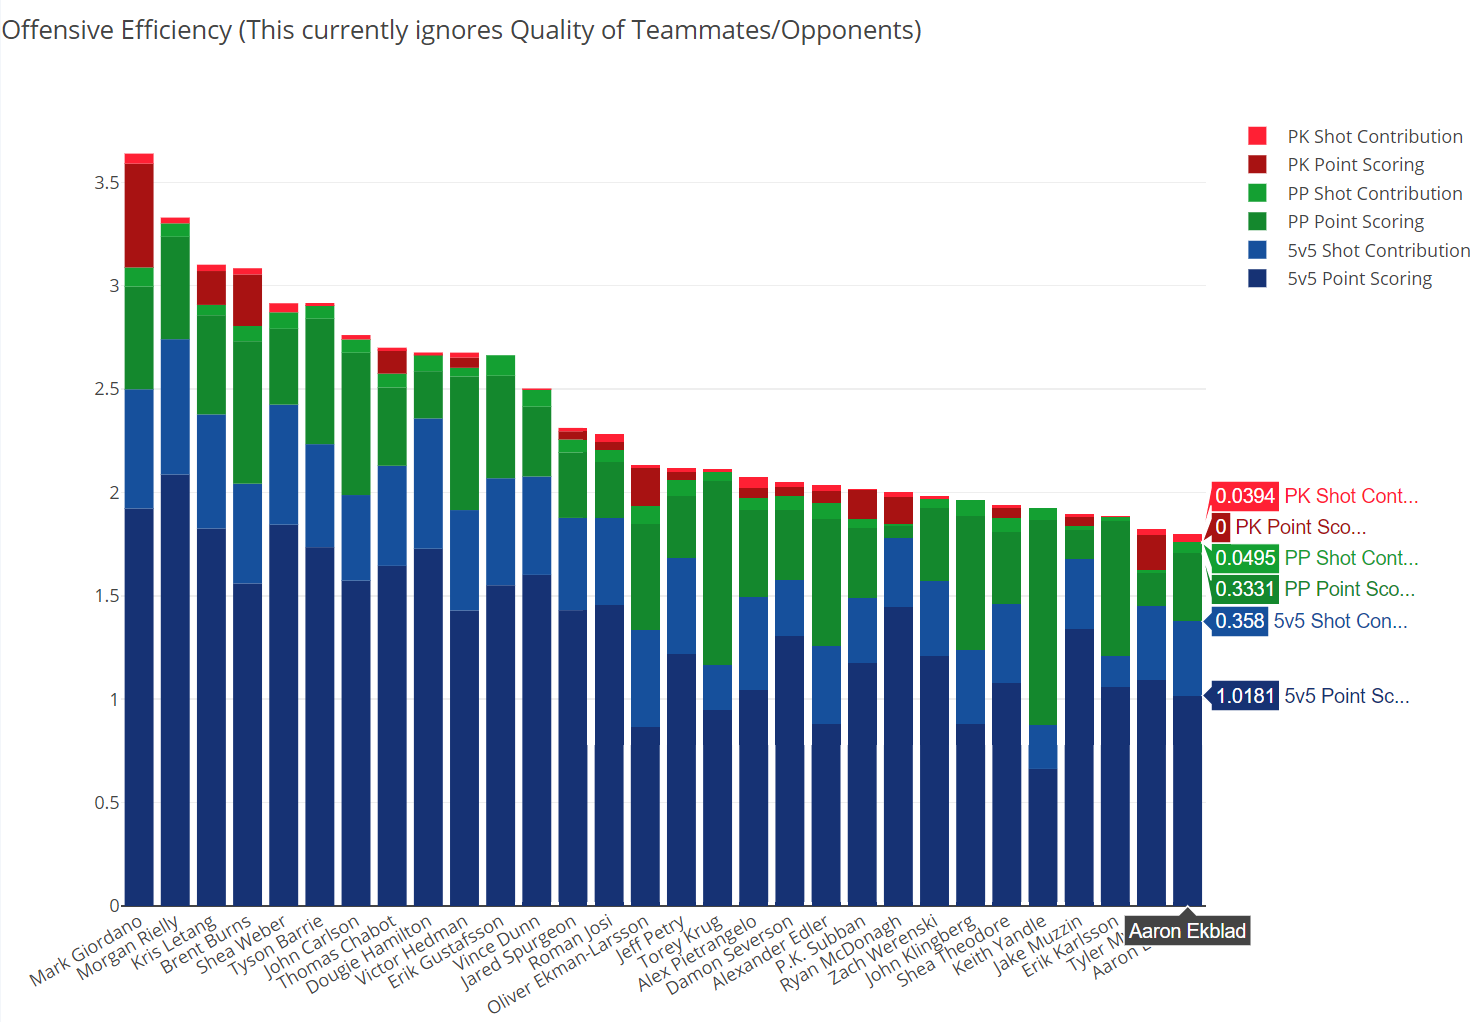 Offensive Efficiency (This currently ignores Quality of Teammates/Opponents)
PK Shot Contribution
PK Point Scoring
PP Shot Contribution
PP Point Scoring
5v5 Shot Contribution
5v5 Point Scoring
3.5
3
2.5
2
1.5
1
0.5
0
0.0394 PK Shot Cont...
0 PK Point Sco...
0.0495 PP Shot Cont...
0.3331 PP Point Sco...
0.358 5v5 Shot Con...
1.0181 5v5 Point Sc...
Mark Giordano
Morgan Rielly
Kris Letang
Brent Burns
Shea Weber
Tyson Barrie
John Carlson
Thomas Chabot
Dougie Hamilton
Victor Hedman
Erik Gustafsson
Vince Dunn
Jared Spurgeon
Roman Josi
Oliver Ekman-Larsson
Jeff Petry
Torey Krug
Alex Pietrangelo
Damon Severson
Alexander Edler
P.K. Subban
Ryan McDonagh
Zach Werenski
John Klingberg
Shea Theodore
Keith Yandle
Jake Muzzin
Erik Karlsson
Tyler
Aaron
Aaron Ekblad